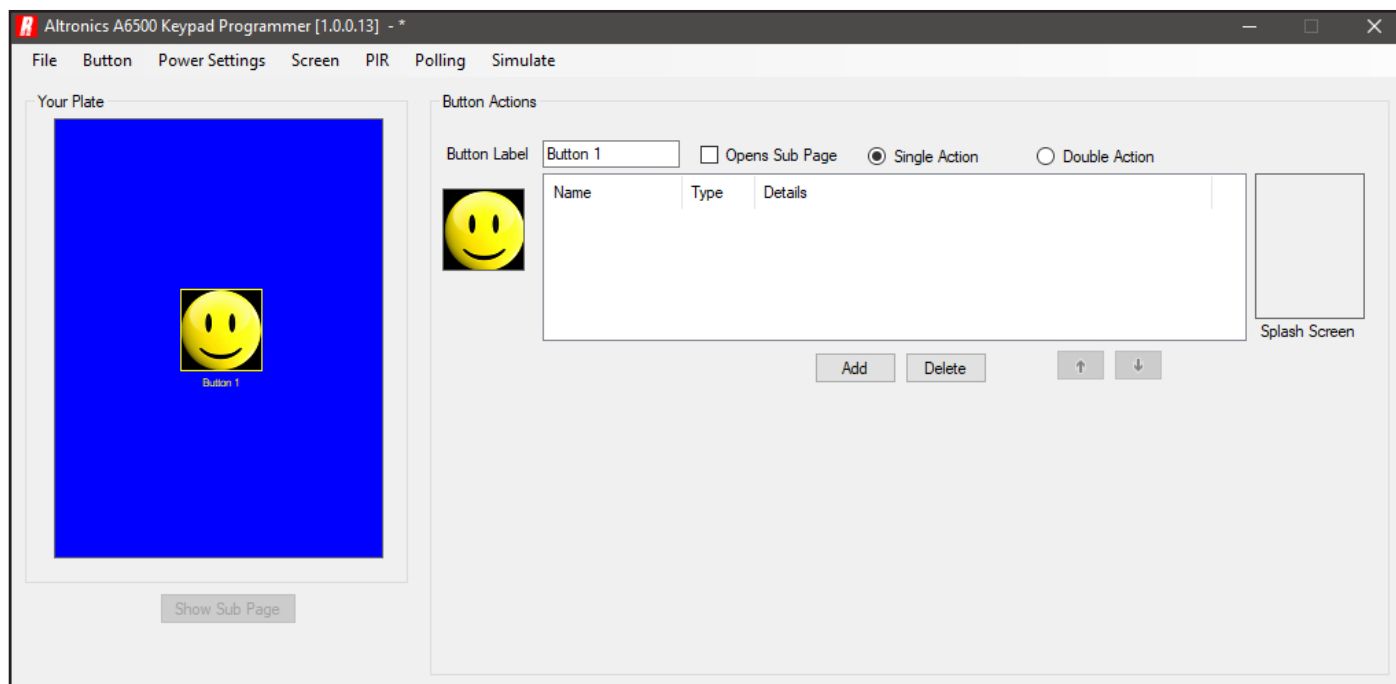 R Altronics A6500 Keypad Programmer [1.0.0.13] - *
File Button Power Settings Screen PIR Polling Simulate
Your Plate
Button 1
Show Sub Page
Button Actions
Button Label Button 1 Opens Sub Page Single Action Double Action
Name Type Details
Splash Screen
Add Delete